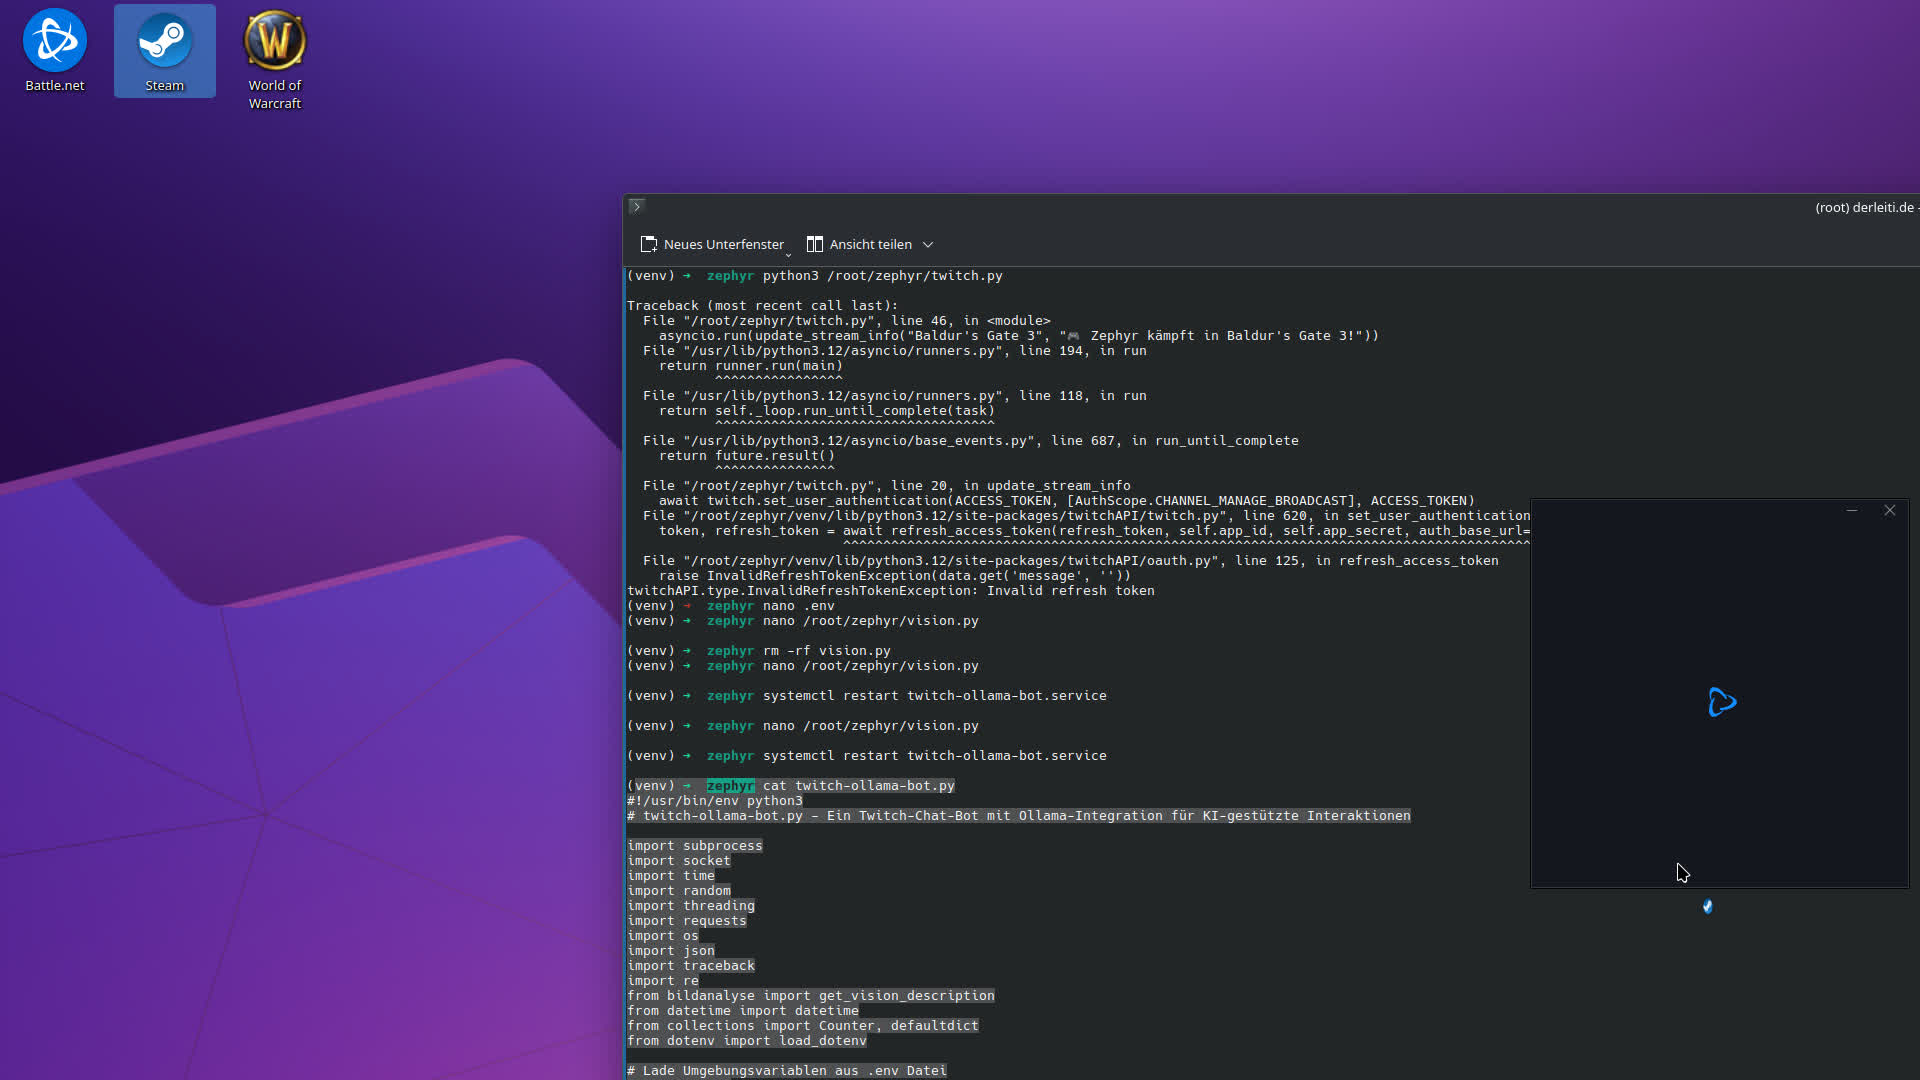 Battle.net
Steam
World of
Warcraft
(root) derleiti.de -
Neues Unterfenster
Ansicht teilen
(venv) ➜  zephyr python3 /root/zephyr/twitch.py
Traceback (most recent call last):
  File "/root/zephyr/twitch.py", line 46, in <module>
    asyncio.run(update_stream_info("Baldur's Gate 3", "🎮 Zephyr kämpft in Baldur's Gate 3!"))
  File "/usr/lib/python3.12/asyncio/runners.py", line 194, in run
    return runner.run(main)
           ^^^^^^^^^^^^^^^^
  File "/usr/lib/python3.12/asyncio/runners.py", line 118, in run
    return self._loop.run_until_complete(task)
           ^^^^^^^^^^^^^^^^^^^^^^^^^^^^^^^^^^^
  File "/usr/lib/python3.12/asyncio/base_events.py", line 687, in run_until_complete
    return future.result()
           ^^^^^^^^^^^^^^^
  File "/root/zephyr/twitch.py", line 20, in update_stream_info
    await twitch.set_user_authentication(ACCESS_TOKEN, [AuthScope.CHANNEL_MANAGE_BROADCAST], ACCESS_TOKEN)
  File "/root/zephyr/venv/lib/python3.12/site-packages/twitchAPI/twitch.py", line 620, in set_user_authentication
    token, refresh_token = await refresh_access_token(refresh_token, self.app_id, self.app_secret, auth_base_url=
                           ^^^^^^^^^^^^^^^^^^^^^^^^^^^^^^^^^^^^^^^^^^^^^^^^^^^^^^^^^^^^^^^^^^^^^^^^^^^^^^^^^^^^^^
  File "/root/zephyr/venv/lib/python3.12/site-packages/twitchAPI/oauth.py", line 125, in refresh_access_token
    raise InvalidRefreshTokenException(data.get('message', ''))
twitchAPI.type.InvalidRefreshTokenException: Invalid refresh token
(venv) ➜  zephyr nano .env
(venv) ➜  zephyr nano /root/zephyr/vision.py
(venv) ➜  zephyr rm -rf vision.py
(venv) ➜  zephyr nano /root/zephyr/vision.py
(venv) ➜  zephyr systemctl restart twitch-ollama-bot.service
(venv) ➜  zephyr nano /root/zephyr/vision.py
(venv) ➜  zephyr systemctl restart twitch-ollama-bot.service
(venv) ➜  zephyr cat twitch-ollama-bot.py
#!/usr/bin/env python3
# twitch-ollama-bot.py - Ein Twitch-Chat-Bot mit Ollama-Integration für KI-gestützte Interaktionen
import subprocess
import socket
import time
import random
import threading
import requests
import os
import json
import traceback
import re
from bildanalyse import get_vision_description
from datetime import datetime
from collections import Counter, defaultdict
from dotenv import load_dotenv
# Lade Umgebungsvariablen aus .env Datei